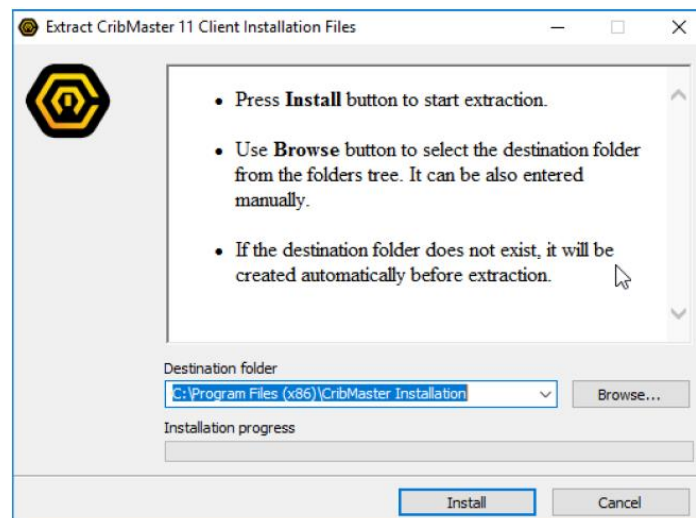 Extract CribMaster 11 Client Installation Files
• Press Install button to start extraction.
• Use Browse button to select the destination folder
from the folders tree. It can be also entered
manually.
• If the destination folder does not exist, it will be
created automatically before extraction.
Destination folder
C:\Program Files (x86)\CribMaster Installation
Browse...
Installation progress
Install
Cancel